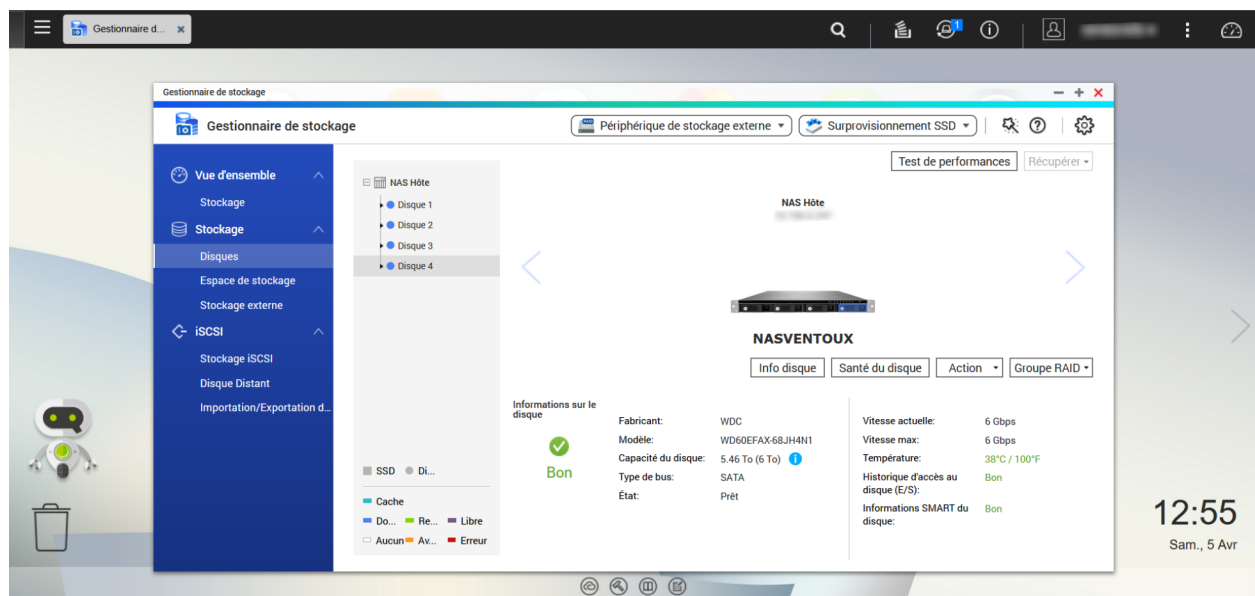 Gestionnaire d...
1
Gestionnaire de stockage
Gestionnaire de stockage
Périphérique de stockage externe
Surprovisionnement SSD
Vue d'ensemble
Stockage
Stockage
Disques
Espace de stockage
Stockage externe
iSCSI
Stockage iSCSI
Disque Distant
Importation/Exportation d...
NAS Hôte
Disque 1
Disque 2
Disque 3
Disque 4
SSD Di...
Cache
Do... Re... Libre
Aucun Av... Erreur
Test de performances Récupérer
NAS Hôte
NASVENTOUX
Info disque Santé du disque Action Groupe RAID
Informations sur le
disque
Bon
Fabricant: WDC
Modèle: WD60EFAX-68JH4N1
Capacité du disque: 5.46 To (6 To)
Type de bus: SATA
État: Prêt
Vitesse actuelle: 6 Gbps
Vitesse max: 6 Gbps
Température: 38°C / 100°F
Historique d'accès au Bon
disque (E/S):
Informations SMART du Bon
disque:
12:55
Sam., 5 Avr